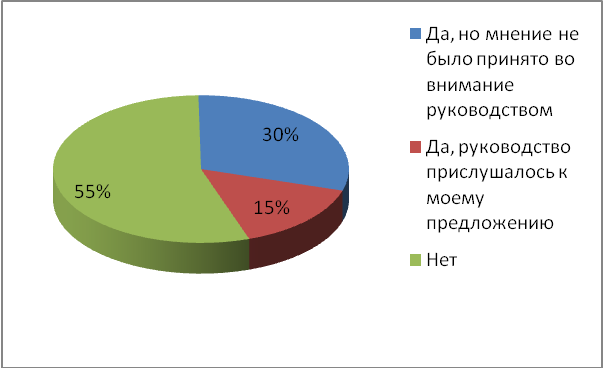 Да, но мнение не
было принято во
внимание
руководством
30%
Да, руководство
прислушалось к
моему
предложению
55%
15%
Нет